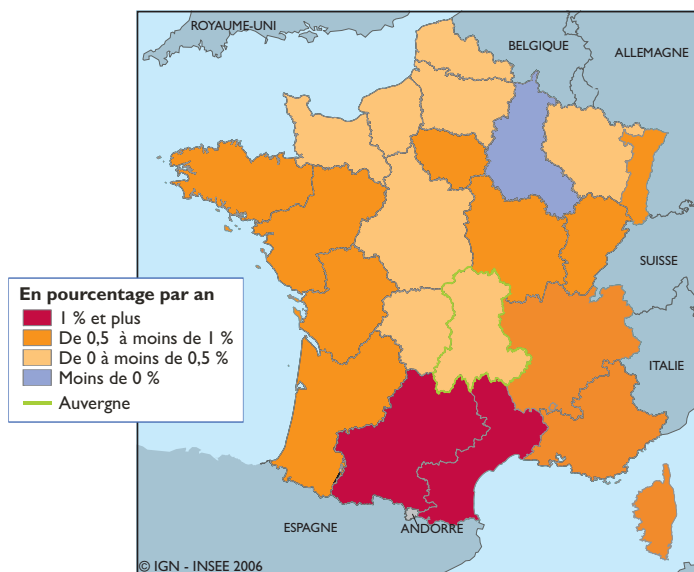 ROYAUME-UNI
BELGIQUE
ALLEMAGNE
SUISSE
En pourcentage par an
1 % et plus
De 0,5 à moins de 1 %
De 0 à moins de 0,5 %
Moins de 0 %
Auvergne
ITALIE
ESPAGNE
ANDORRE
© IGN - INSEE 2006